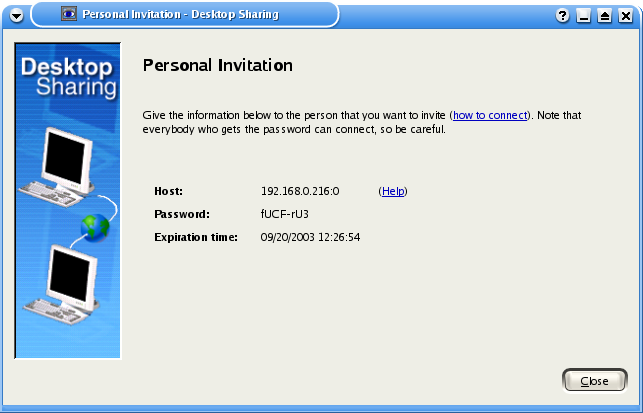 Personal Invitation - Desktop Sharing
Desktop
Sharing
Personal Invitation
Give the information below to the person that you want to invite (how to connect). Note that
everybody who gets the password can connect, so be careful.
Host: 192.168.0.216:0 (Help)
Password: fUCF-rU3
Expiration time: 09/20/2003 12:26:54
Close